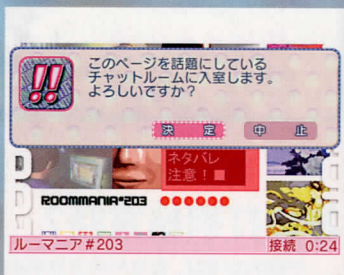 !!
このページを話題にしている
チャットルームに入室します。
よろしいですか?
決 定
中 止
ネタバレ
注意!■
ROOMMANIA#203
ルーマニア#203
接続 0:24